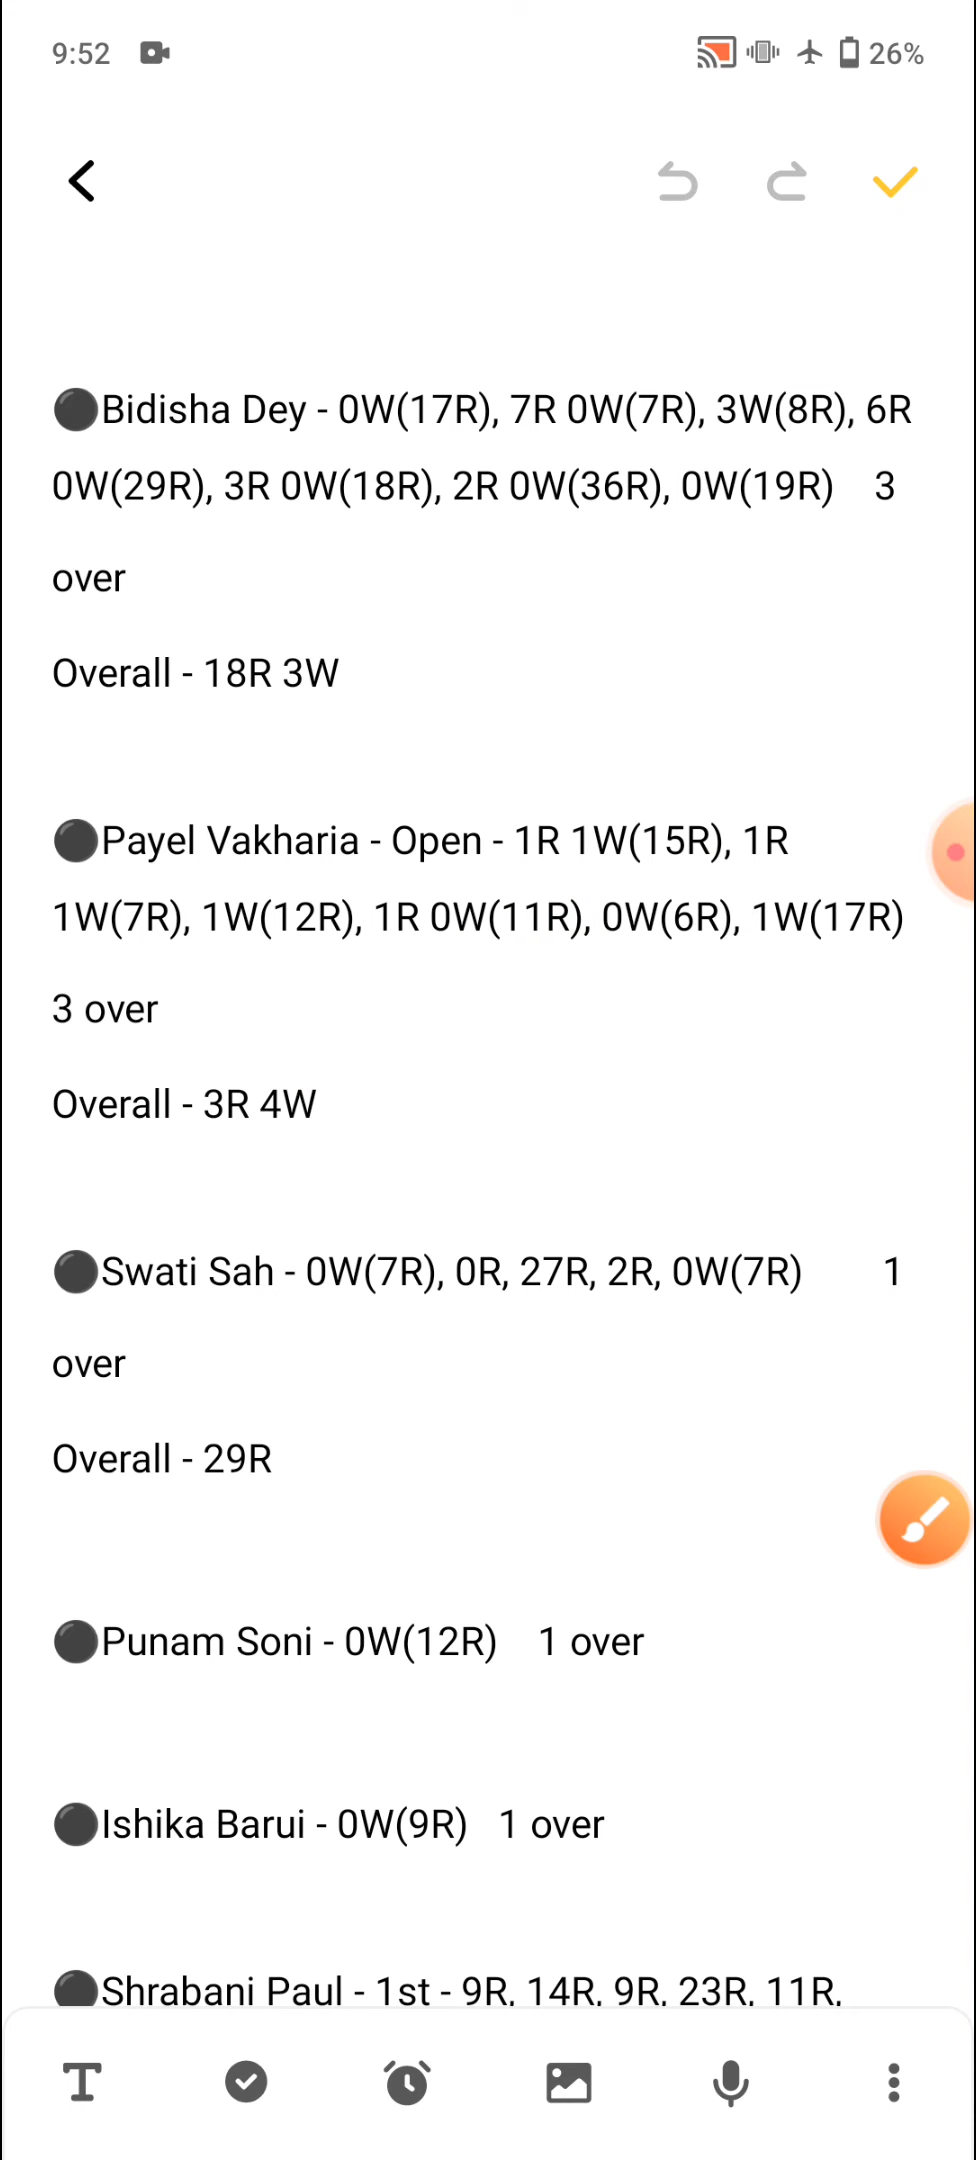 9:52 26%
⚫Bidisha Dey - 0W(17R), 7R 0W(7R), 3W(8R), 6R
0W(29R), 3R 0W(18R), 2R 0W(36R), 0W(19R) 3
over
Overall - 18R 3W
⚫Payel Vakharia - Open - 1R 1W(15R), 1R
1W(7R), 1W(12R), 1R 0W(11R), 0W(6R), 1W(17R)
3 over
Overall - 3R 4W
⚫Swati Sah - 0W(7R), 0R, 27R, 2R, 0W(7R) 1
over
Overall - 29R
⚫Punam Soni - 0W(12R) 1 over
⚫Ishika Barui - 0W(9R) 1 over
⚫Shrabani Paul - 1st - 9R, 14R, 9R, 23R, 11R,